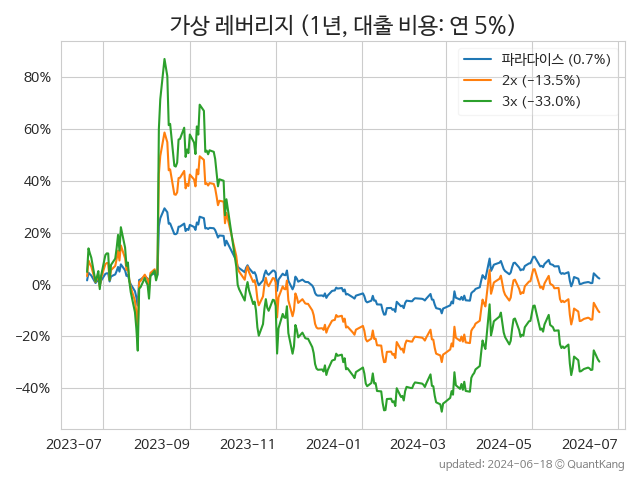 가상 레버리지 (1년, 대출 비용: 연 5%)
파라다이스 (0.7%)
2x (−13.5%)
3x (−33.0%)
80%
60%
40%
20%
0%
−20%
−40%
2023-07
2023-09
2023-11
2024-01
2024-03
2024-05
2024-07
updated: 2024-06-18 ⓒ QuantKang